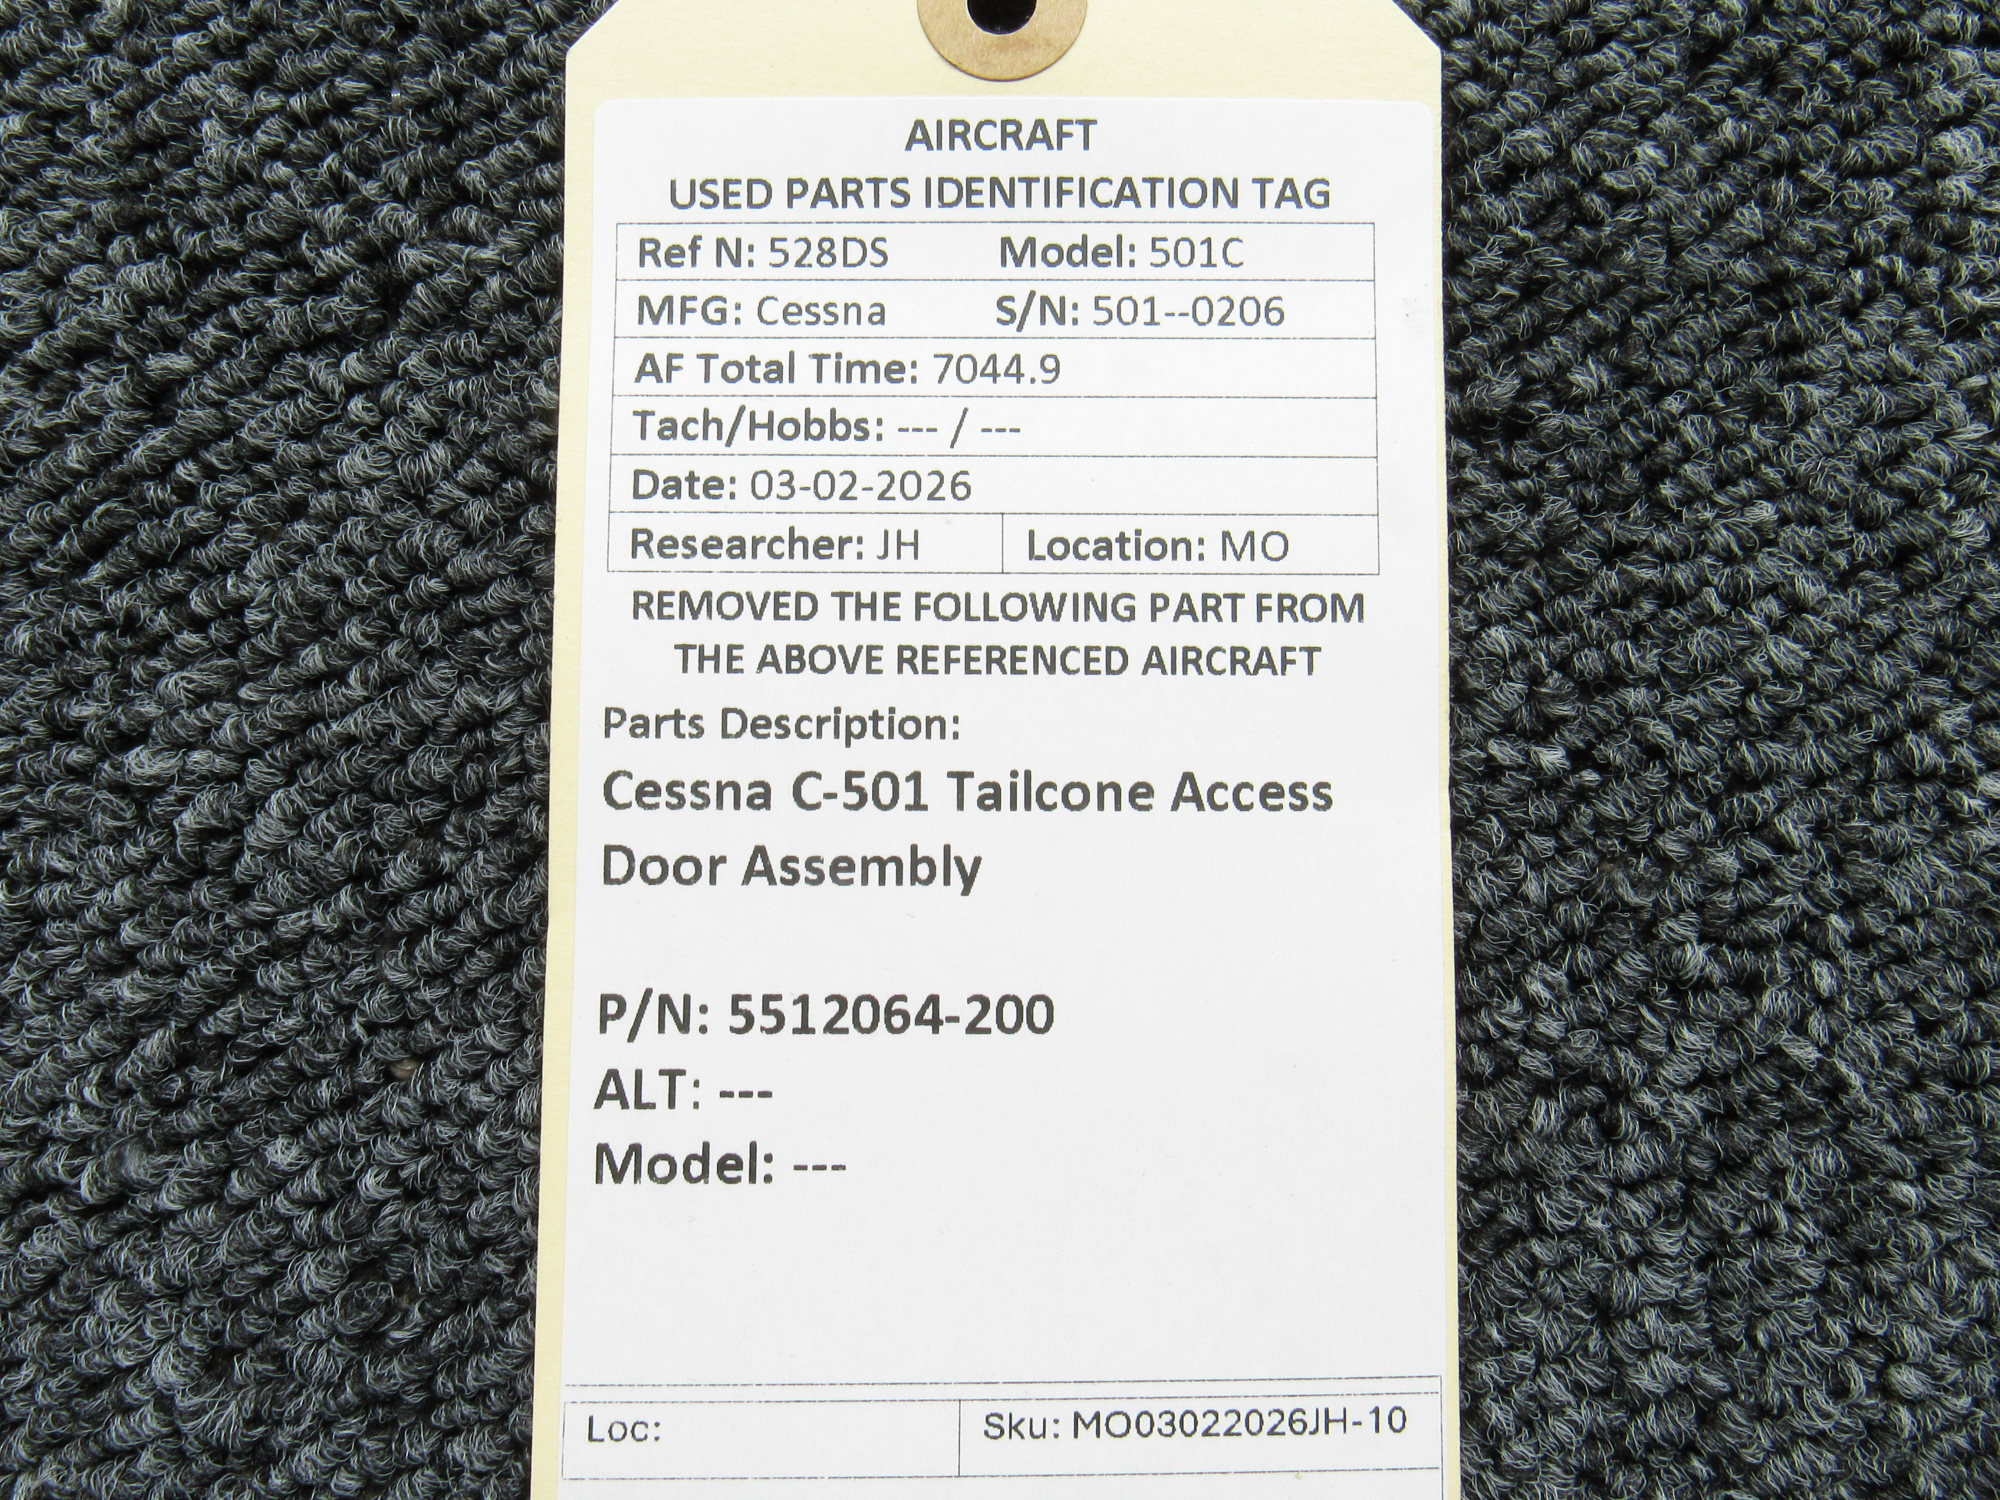 AIRCRAFT
USED PARTS IDENTIFICATION TAG
Ref N: 528DS Model: 501C
MFG: Cessna S/N: 501--0206
AF Total Time: 7044.9
Tach/Hobbs: --- / ---
Date: 03-02-2026
Researcher: JH Location: MO
REMOVED THE FOLLOWING PART FROM
THE ABOVE REFERENCED AIRCRAFT
Parts Description:
Cessna C-501 Tailcone Access
Door Assembly
P/N: 5512064-200
ALT: ---
Model: ---
Loc: Sku: MO03022026JH-10